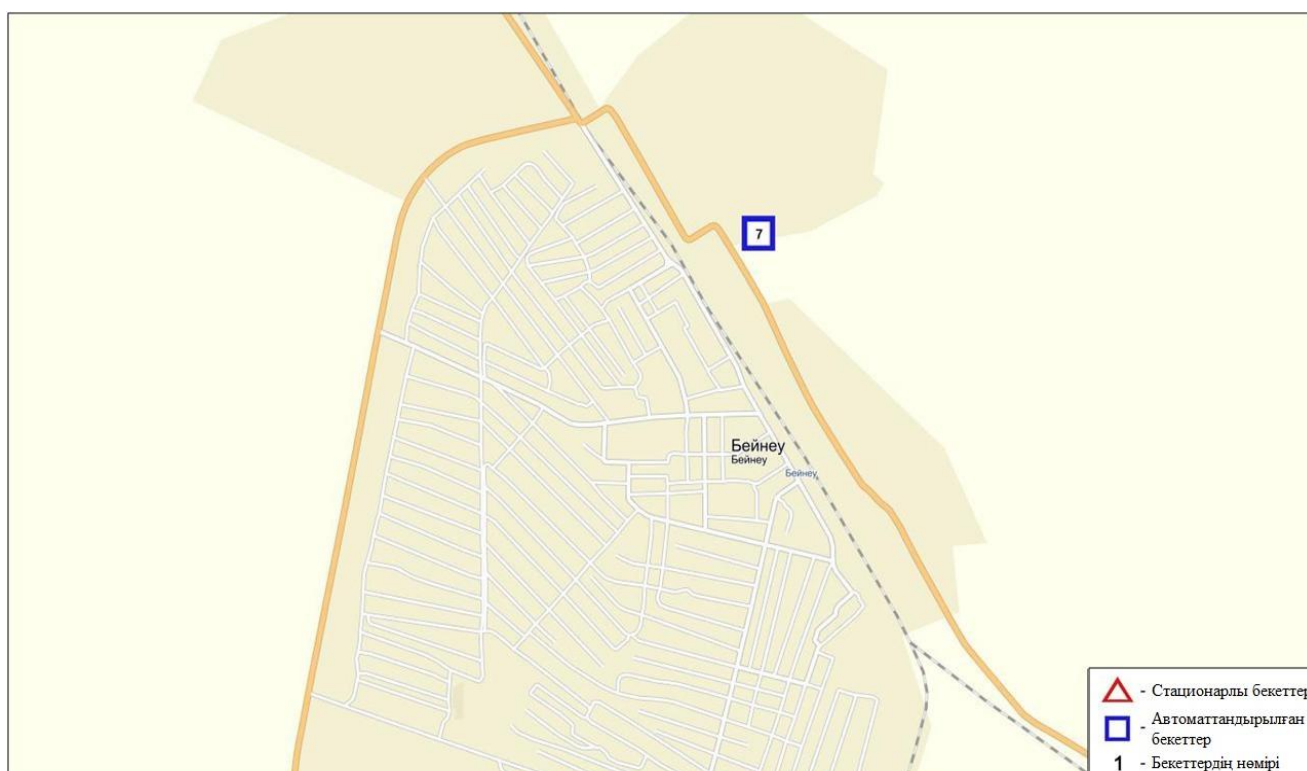 7
Бейнеу
Бейнеу
Бейнеу
- Стационарлы бекеттер
- Автоматтандырылған
бекеттер
1 - Бекеттердің нөмірі